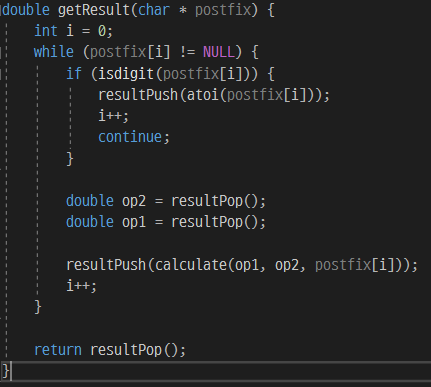 double getResult(char * postfix) {
int i = 0;
while (postfix[i] != NULL) {
if (isdigit(postfix[i])) {
resultPush(atoi(postfix[i]));
i++;
continue;
}
double op2 = resultPop();
double op1 = resultPop();
resultPush(calculate(op1, op2, postfix[i]));
i++;
}
return resultPop();
}